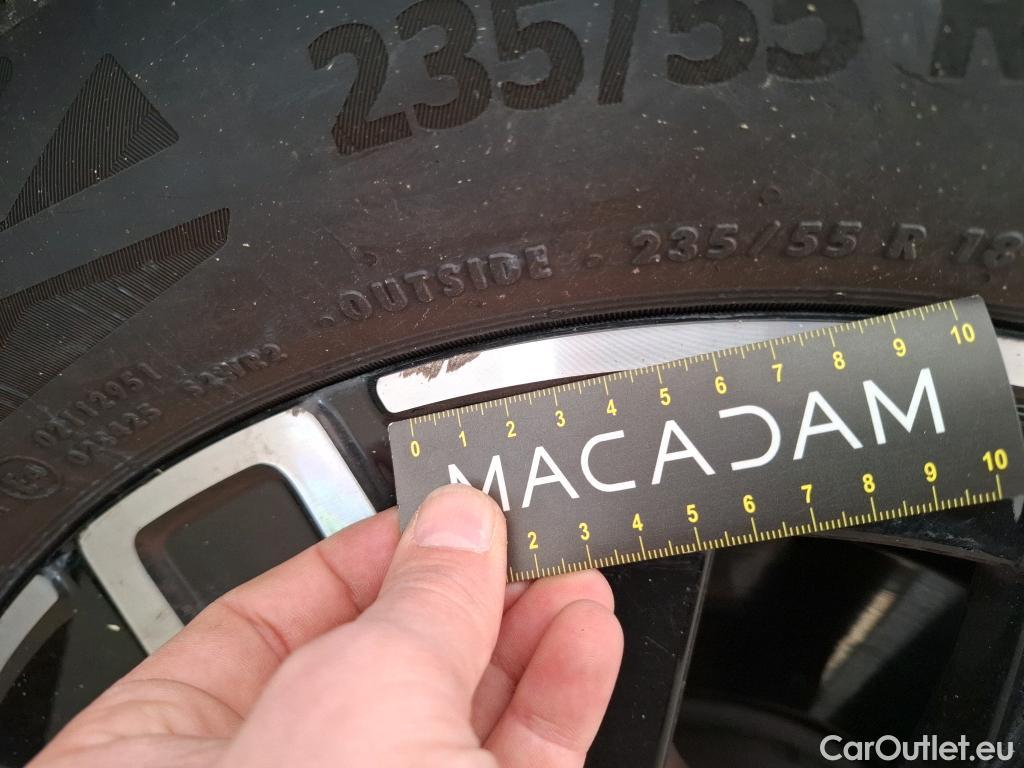 235/55 R
.OUTSIDE . 235/55 R 18
0 1 2 3 4 5 6 7 8 9 10
MACADAM
2 3 4 5 6 7 8 9 10
E4
CarOutlet.eu